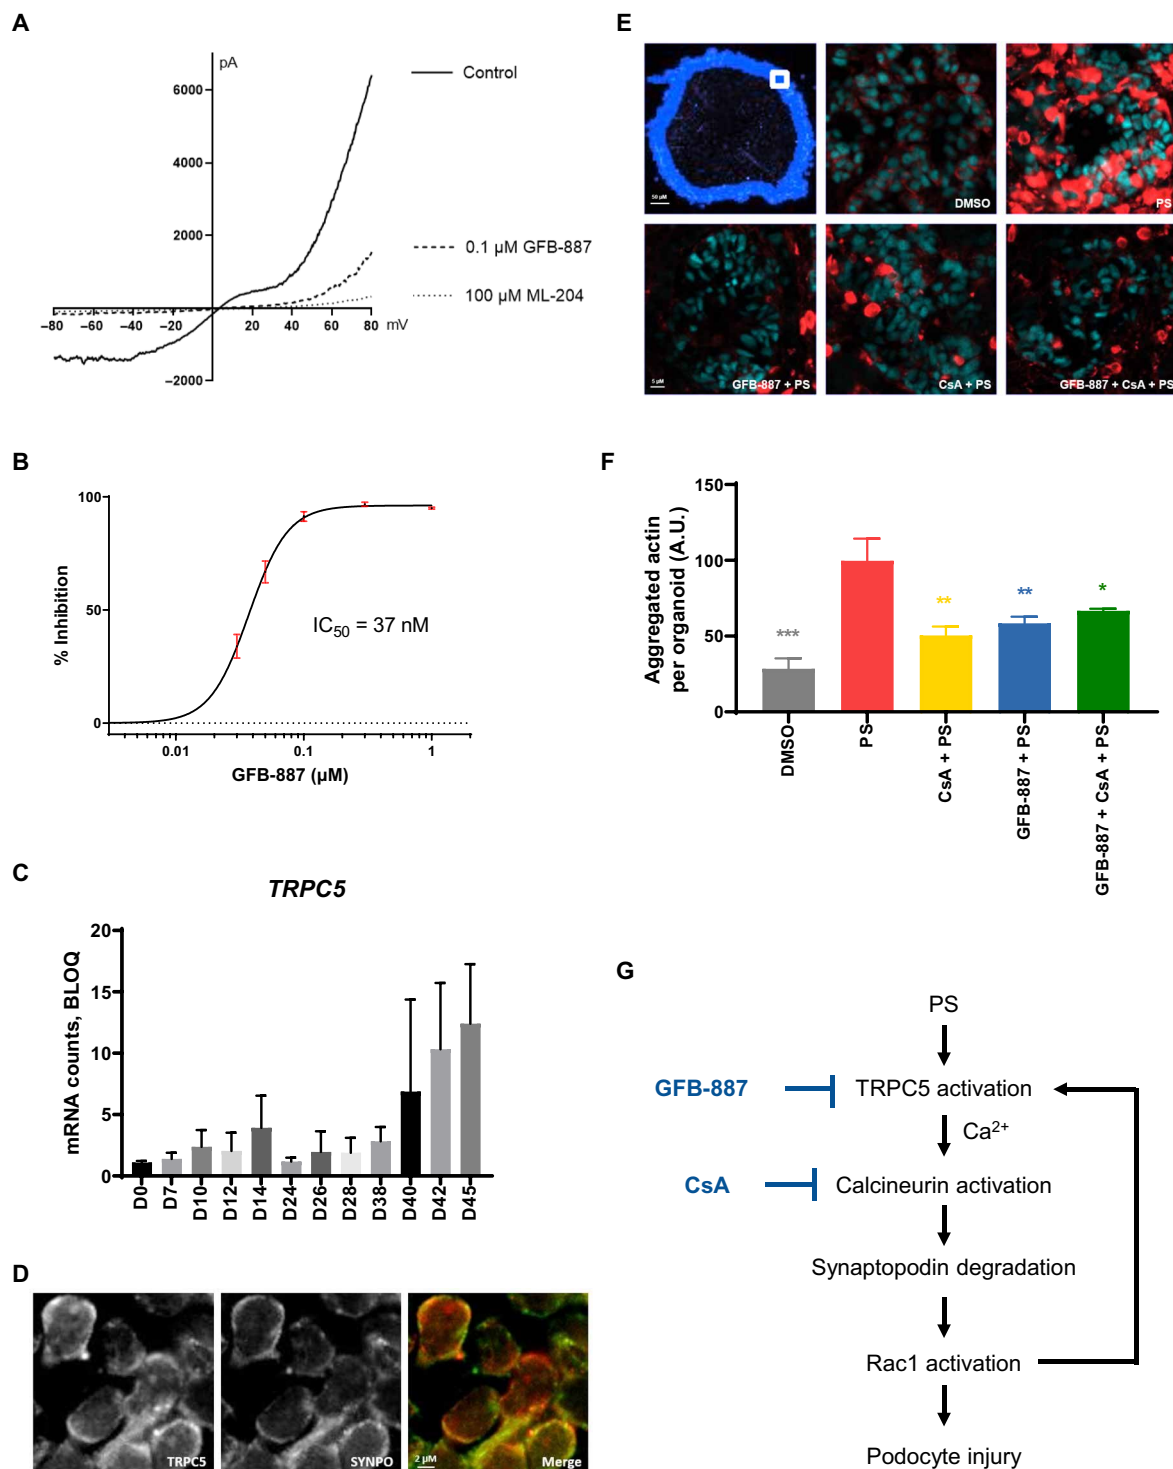 A
pA
6000
4000
2000
−2000
−80
−60
−40
−20
20
40
60
80
mV
Control
0.1 µM GFB-887
100 µM ML-204
B
% Inhibition
100
50
0
0.01
0.1
1
GFB-887 (µM)
IC50 = 37 nM
C
TRPC5
mRNA counts, BLOQ
20
15
10
5
0
D0
D7
D10
D12
D14
D24
D26
D28
D38
D40
D42
D45
D
TRPC5
SYNPO
2 µM
Merge
E
50 µM
DMSO
PS
5 µM
GFB-887 + PS
CsA + PS
GFB-887 + CsA + PS
F
Aggregated actin
per organoid (A.U.)
150
100
50
0
***
**
**
*
DMSO
PS
CsA + PS
GFB-887 + PS
GFB-887 + CsA + PS
G
PS
GFB-887
TRPC5 activation
Ca2+
CsA
Calcineurin activation
Synaptopodin degradation
Rac1 activation
Podocyte injury